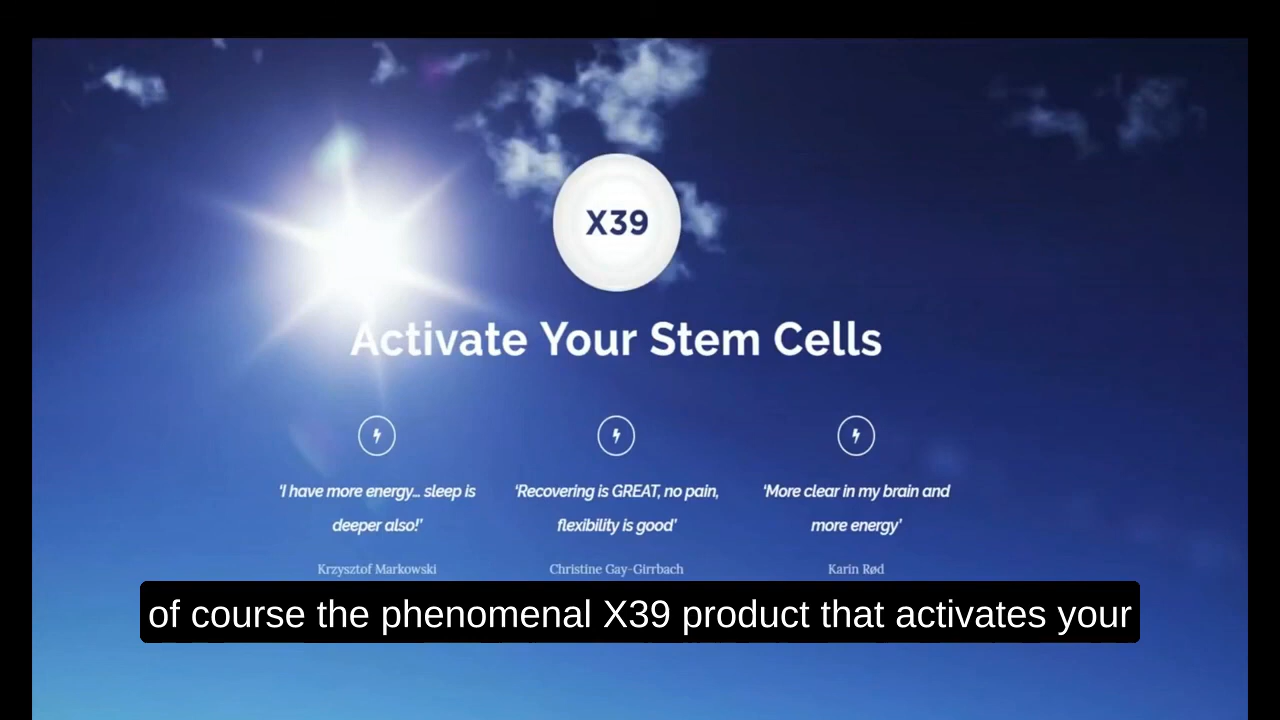 X39
Activate Your Stem Cells
‘I have more energy... sleep is
deeper also!’
Krzysztof Markowski
‘Recovering is GREAT, no pain,
flexibility is good’
Christine Gay-Girrbach
‘More clear in my brain and
more energy’
Karin Rød
of course the phenomenal X39 product that activates your